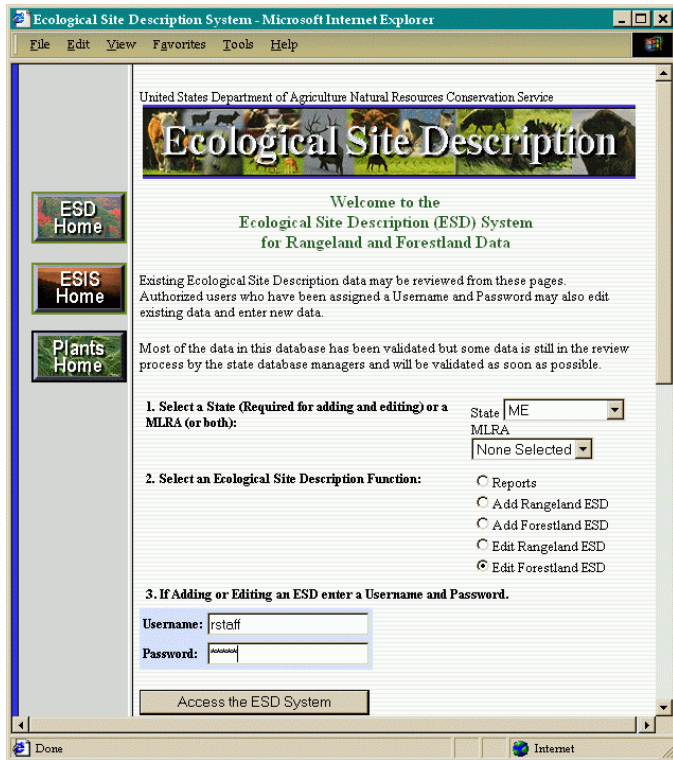 Ecological Site Description System - Microsoft Internet Explorer
File Edit View Favorites Tools Help
United States Department of Agriculture Natural Resources Conservation Service
Ecological Site Description
ESD
Home
ESIS
Home
Plants
Home
Welcome to the
Ecological Site Description (ESD) System
for Rangeland and Forestland Data
Existing Ecological Site Description data may be reviewed from these pages.
Authorized users who have been assigned a Username and Password may also edit
existing data and enter new data.
Most of the data in this database has been validated but some data is still in the review
process by the state database managers and will be validated as soon as possible.
1. Select a State (Required for adding and editing) or a
MLRA (or both):
State ME
MLRA
None Selected
2. Select an Ecological Site Description Function:
Reports
Add Rangeland ESD
Add Forestland ESD
Edit Rangeland ESD
Edit Forestland ESD
3. If Adding or Editing an ESD enter a Username and Password.
Username: rstaff
Password: *****
Access the ESD System
Done Internet